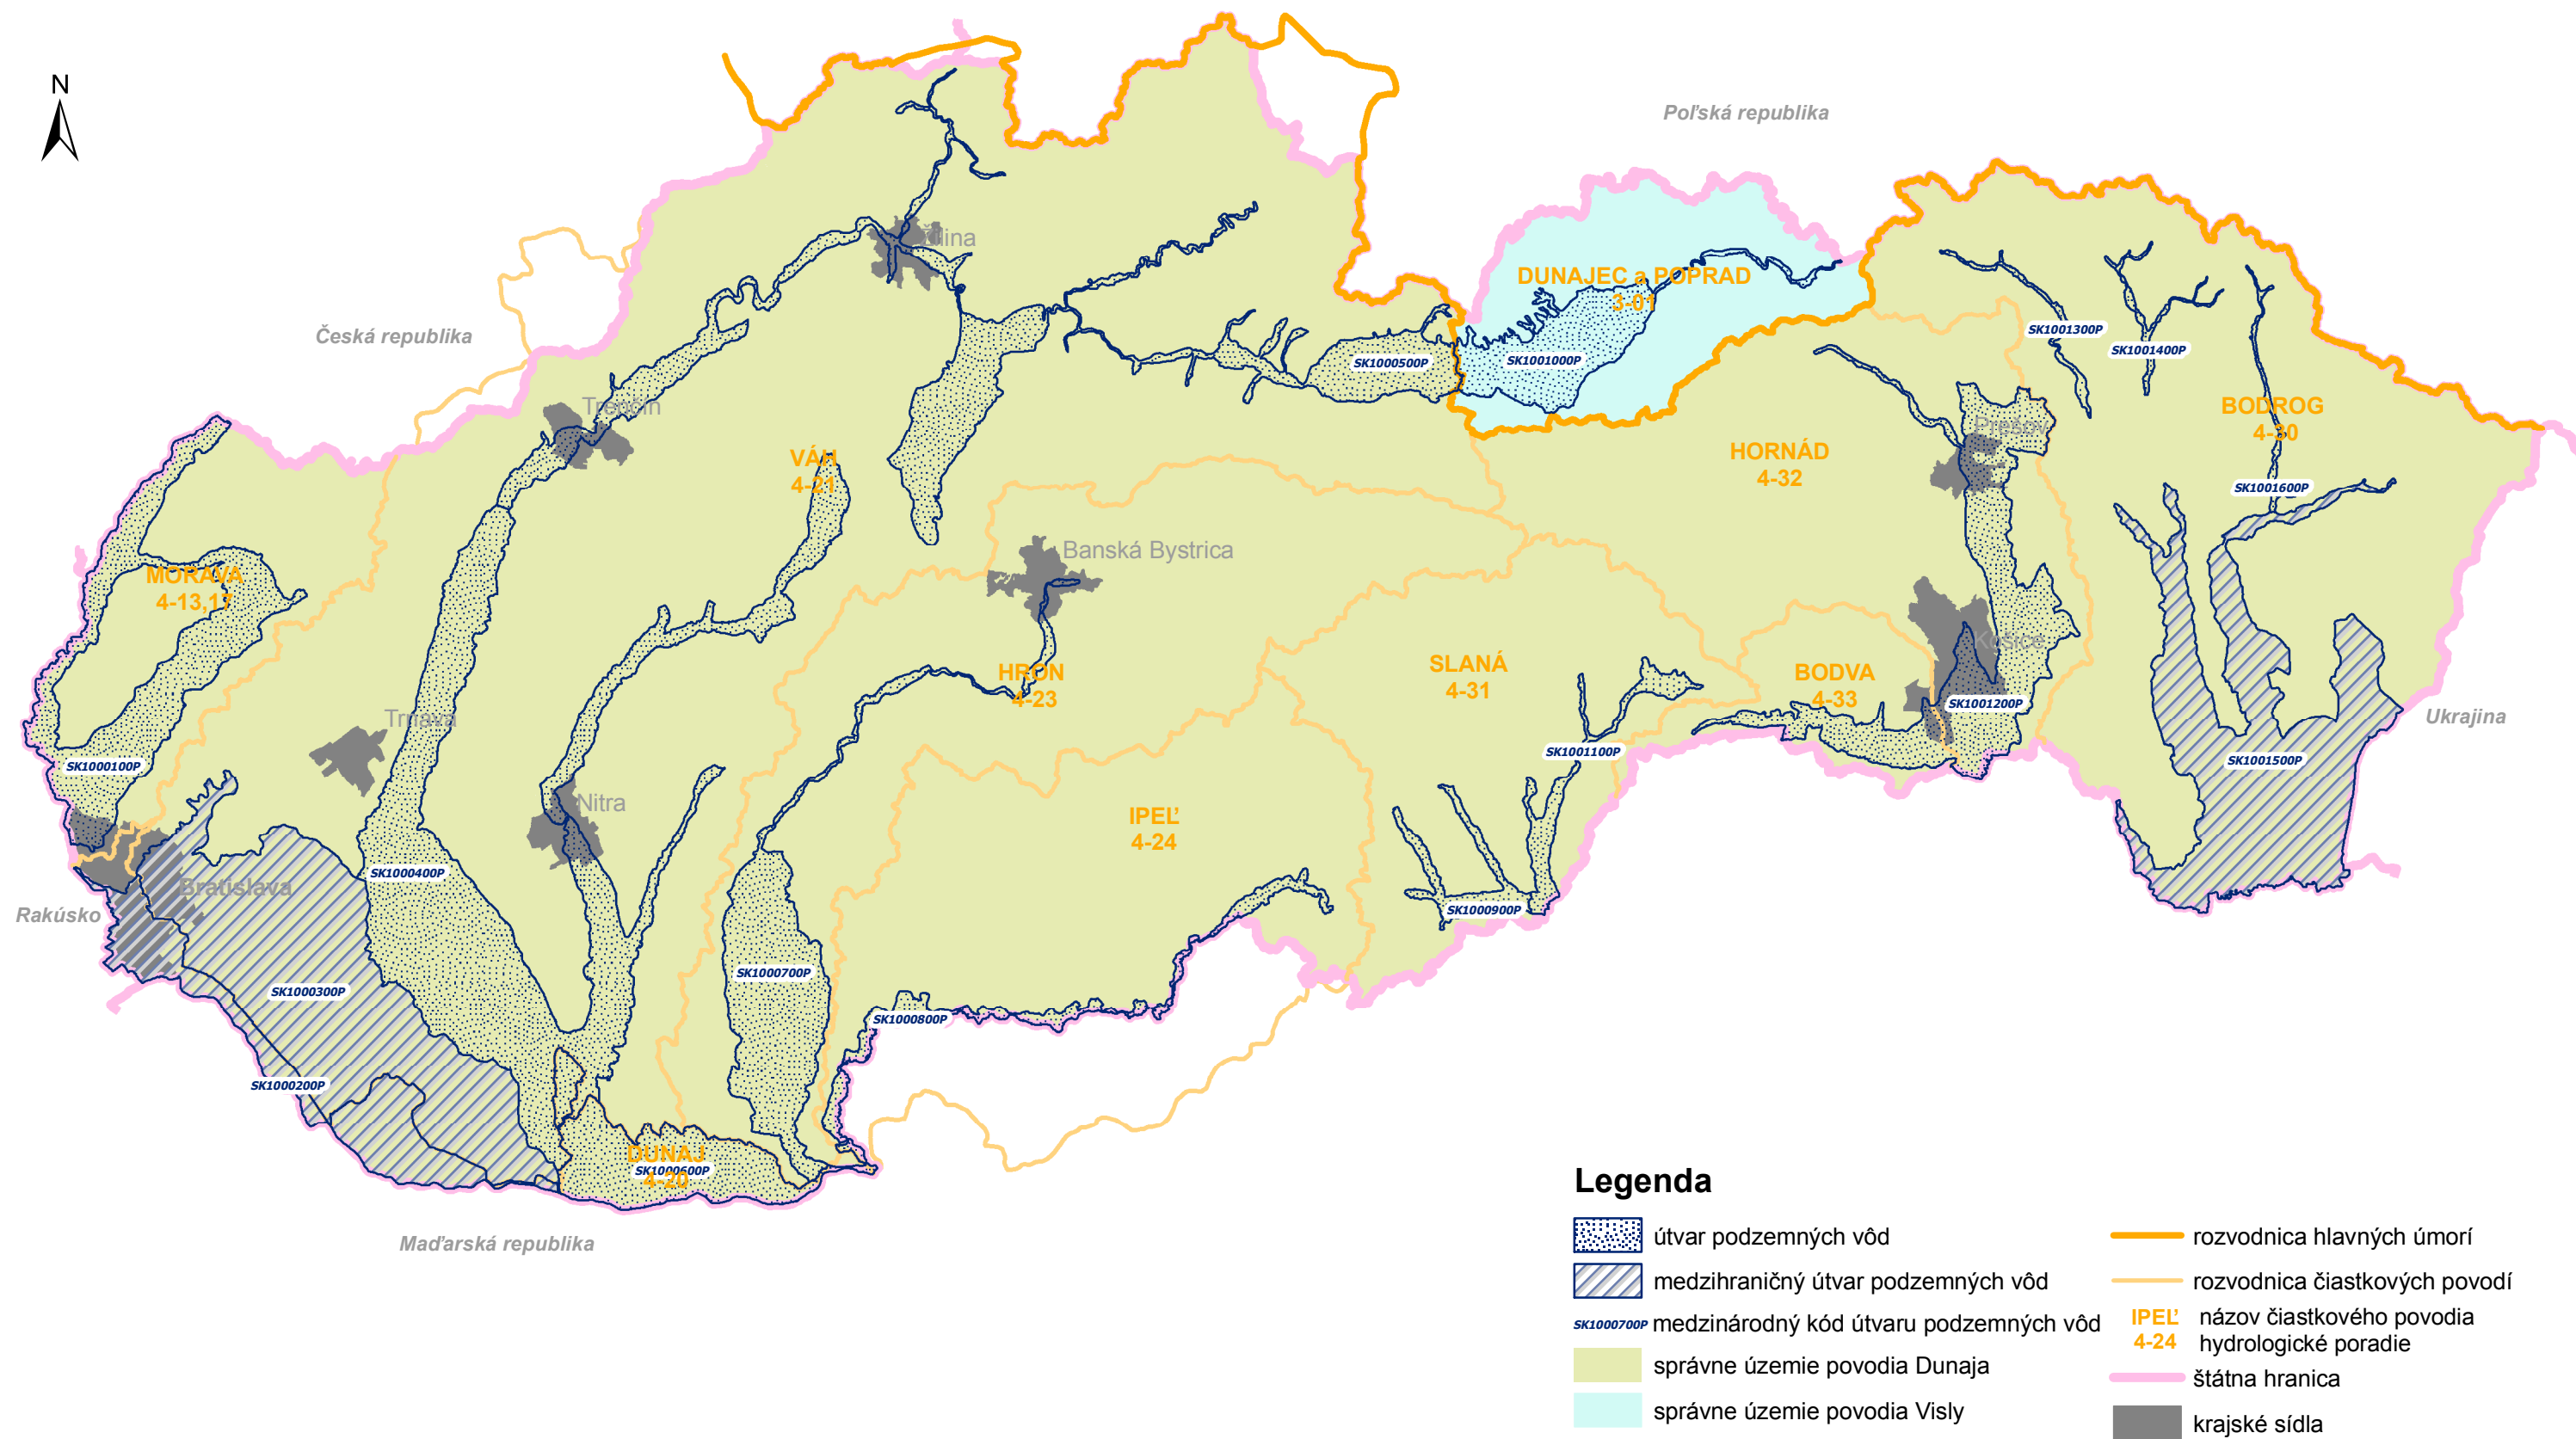 N
Poľská republika
Žilina
DUNAJEC a POPRAD
3-01
Česká republika
SK1001300P
SK1001400P
SK1000500P
SK1001000P
Trenčín
BODROG
4-30
Prešov
HORNÁD
4-32
VÁH
4-21
SK1001600P
Banská Bystrica
MORAVA
4-13,17
Košice
SLANÁ
4-31
HRON
4-23
BODVA
4-33
SK1001200P
Trnava
Ukrajina
SK1001100P
SK1000100P
SK1001500P
Nitra
IPEĽ
4-24
SK1000400P
Bratislava
Rakúsko
SK1000900P
SK1000700P
SK1000300P
SK1000800P
SK1000200P
DUNAJ
SK1000600P
4-20
Maďarská republika
Legenda
útvar podzemných vôd
medzihraničný útvar podzemných vôd
SK1000700P medzinárodný kód útvaru podzemných vôd
správne územie povodia Dunaja
správne územie povodia Visly
rozvodnica hlavných úmorí
rozvodnica čiastkových povodí
IPEĽ názov čiastkového povodia
4-24 hydrologické poradie
štátna hranica
krajské sídla